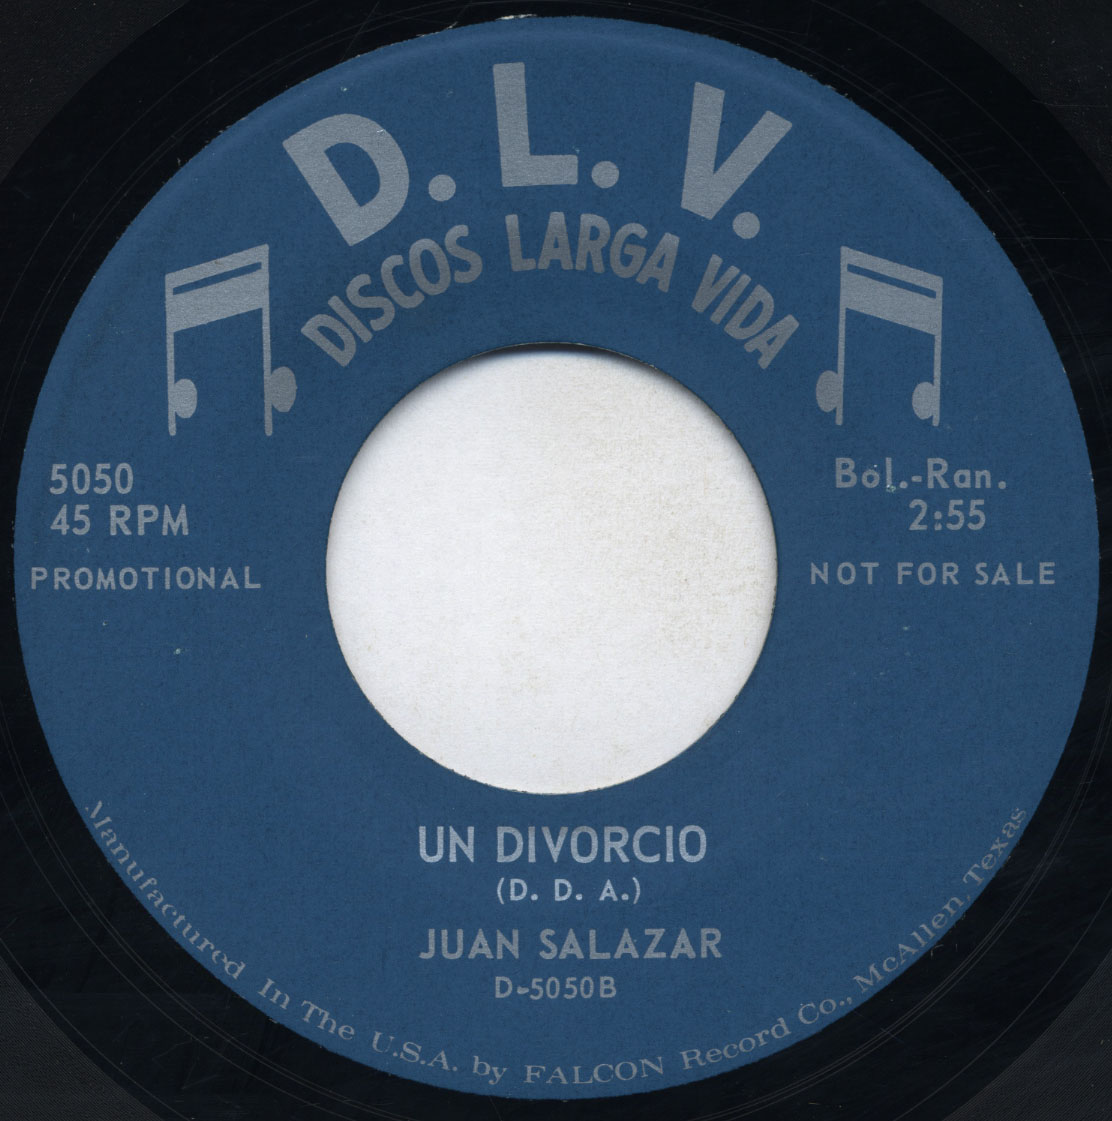 D. L. V.
DISCOS LARGA VIDA
5050
45 RPM
PROMOTIONAL
Bol.-Ran.
2:55
NOT FOR SALE
UN DIVORCIO
(D. D. A.)
JUAN SALAZAR
D-5050B
Manufactured In The U.S.A. by FALCON Record Co., McAllen, Texas